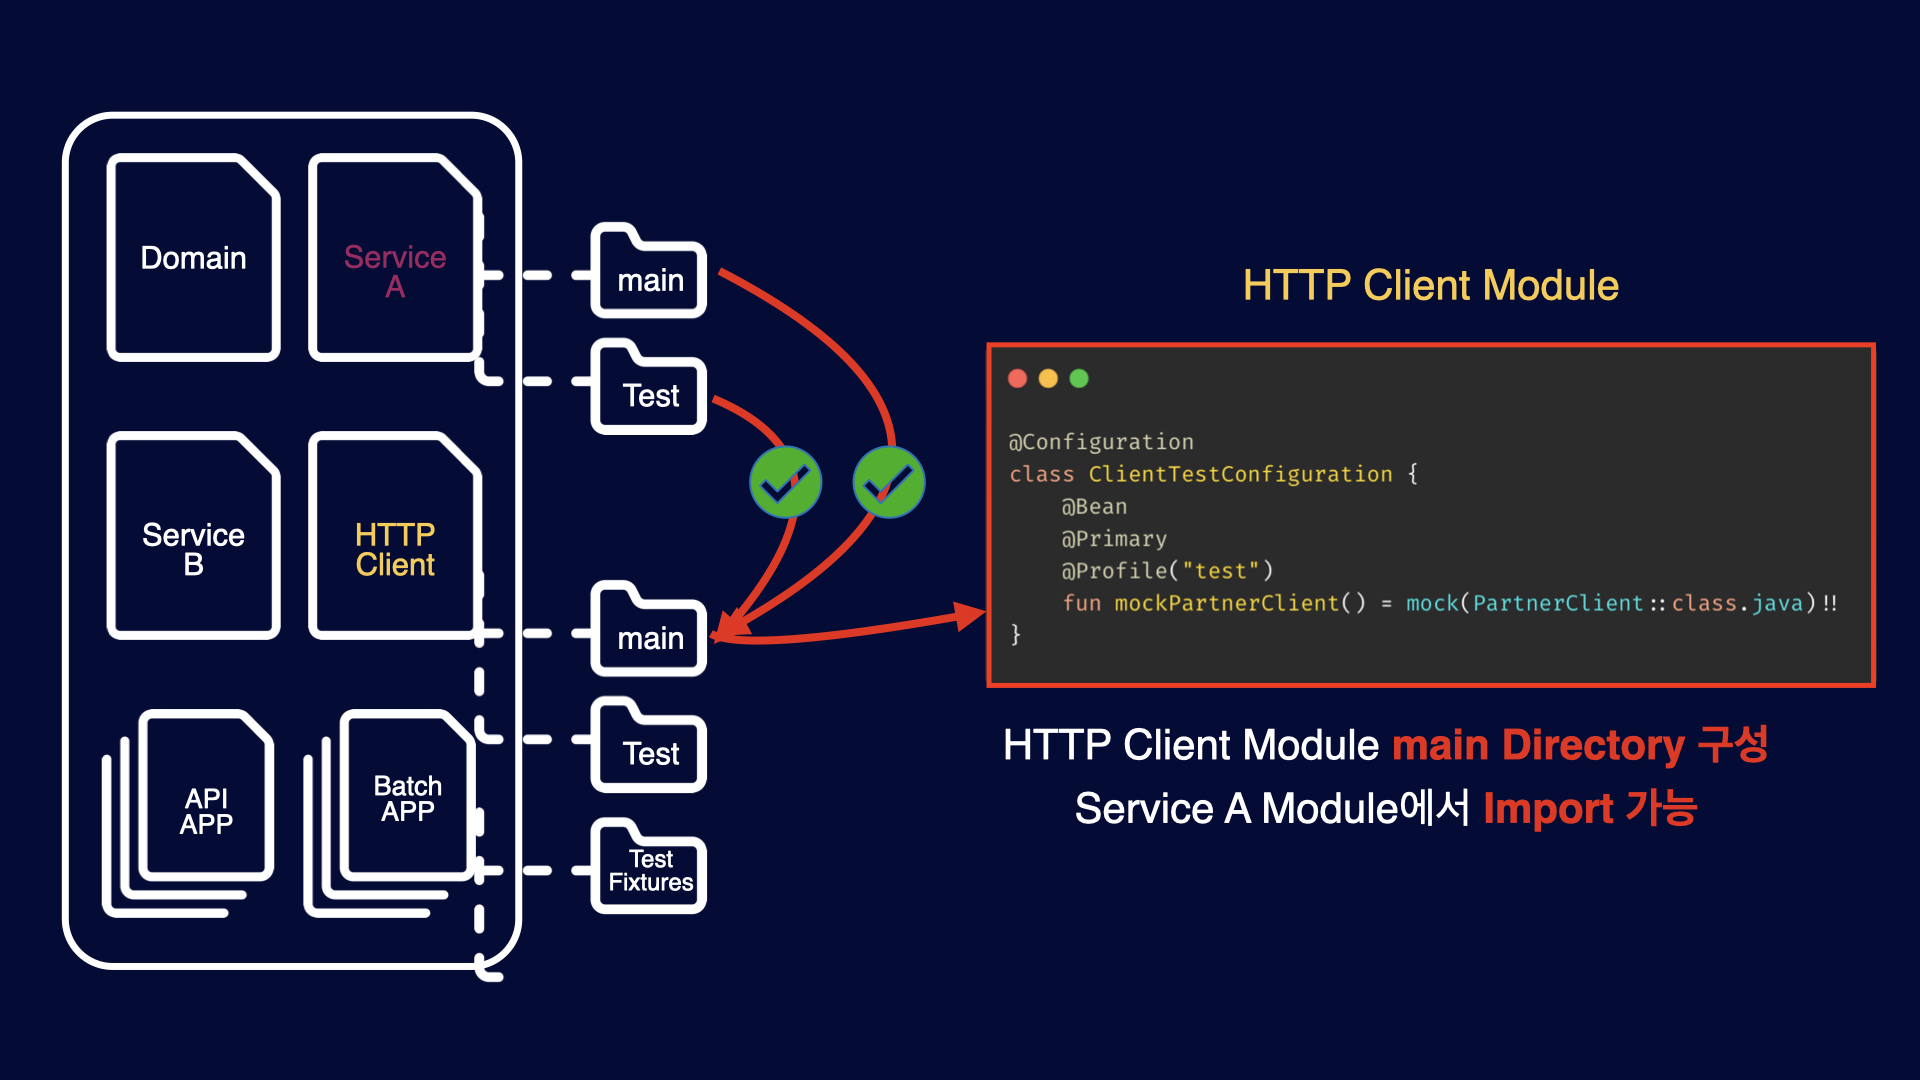 Domain
Service
A
Service
B
HTTP
Client
API
APP
Batch
APP
main
Test
main
Test
Test
Fixtures
HTTP Client Module
@Configuration
class ClientTestConfiguration {
    @Bean
    @Primary
    @Profile("test")
    fun mockPartnerClient() = mock(PartnerClient::class.java)!!
}
HTTP Client Module main Directory 구성
Service A Module에서 Import 가능